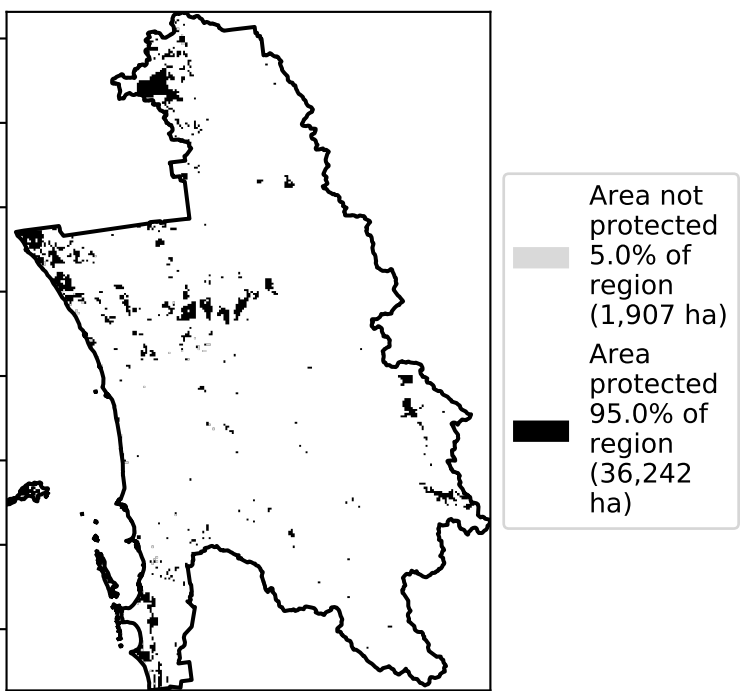 Area not
protected
5.0% of
region
(1,907 ha)
Area
protected
95.0% of
region
(36,242
ha)